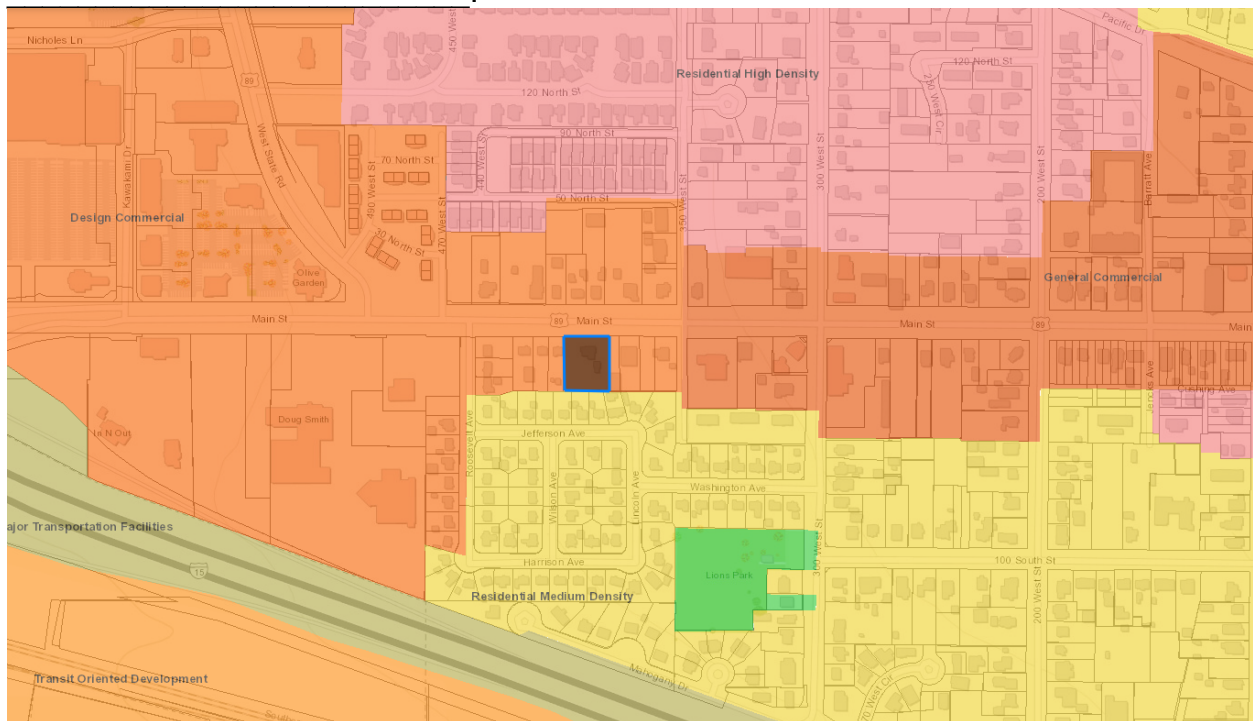 Nicholes Ln
89
450 West St
Pacific Dr
Residential High Density
120 North St
120 North St
210 West Cir
West State Rd
Kawakami Dr
90 North St
70 North St
440 West St
50 North St
490 West St
470 West St
350 West St
300 West St
200 West St
Barratt Ave
Design Commercial
30 North St
Olive
Garden
General Commercial
Main St
89
Main St
Main St
89
Main
Jencks Ave
Cushing Ave
In N Out
Doug Smith
Roosevelt Ave
Jefferson Ave
Wilson Ave
Lincoln Ave
Washington Ave
ajor Transportation Facilities
15
Harrison Ave
Lions Park
300 West St
100 South St
200 West St
Residential Medium Density
Mahogany Dr
Transit Oriented Development
70 West Cir